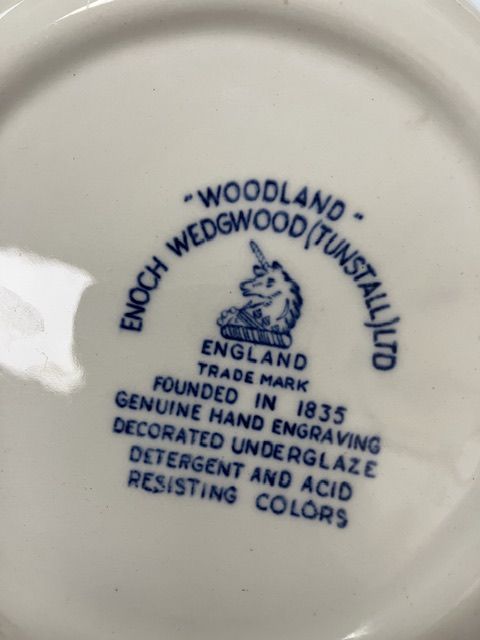 "WOODLAND"
ENOCH WEDGWOOD (TUNSTALL) LTD
ENGLAND
TRADE MARK
FOUNDED IN 1835
GENUINE HAND ENGRAVING
DECORATED UNDERGLAZE
DETERGENT AND ACID
RESISTING COLORS